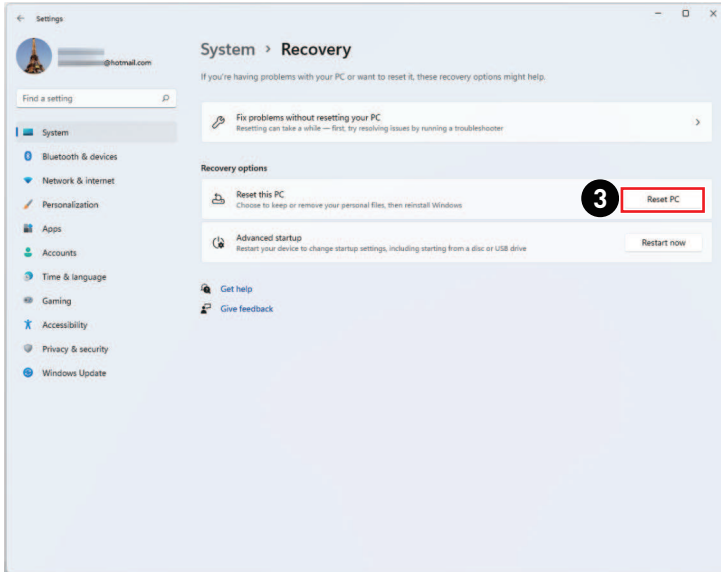 Settings
@hotmail.com
Find a setting
System
Bluetooth & devices
Network & internet
Personalization
Apps
Accounts
Time & language
Gaming
Accessibility
Privacy & security
Windows Update
System > Recovery
If you're having problems with your PC or want to reset it, these recovery options might help.
Fix problems without resetting your PC
Resetting can take a while — first, try resolving issues by running a troubleshooter
Recovery options
Reset this PC
Choose to keep or remove your personal files, then reinstall Windows
3
Reset PC
Advanced startup
Restart your device to change startup settings, including starting from a disc or USB drive
Restart now
Get help
Give feedback